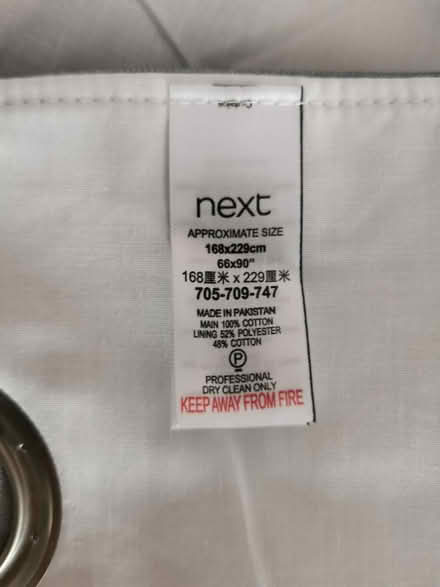 next
APPROXIMATE SIZE
168x229cm
66x90"
168厘米 x 229厘米
705-709-747
MADE IN PAKISTAN
MAIN 100% COTTON
LINING 52% POLYESTER
48% COTTON
P
PROFESSIONAL
DRY CLEAN ONLY
KEEP AWAY FROM FIRE